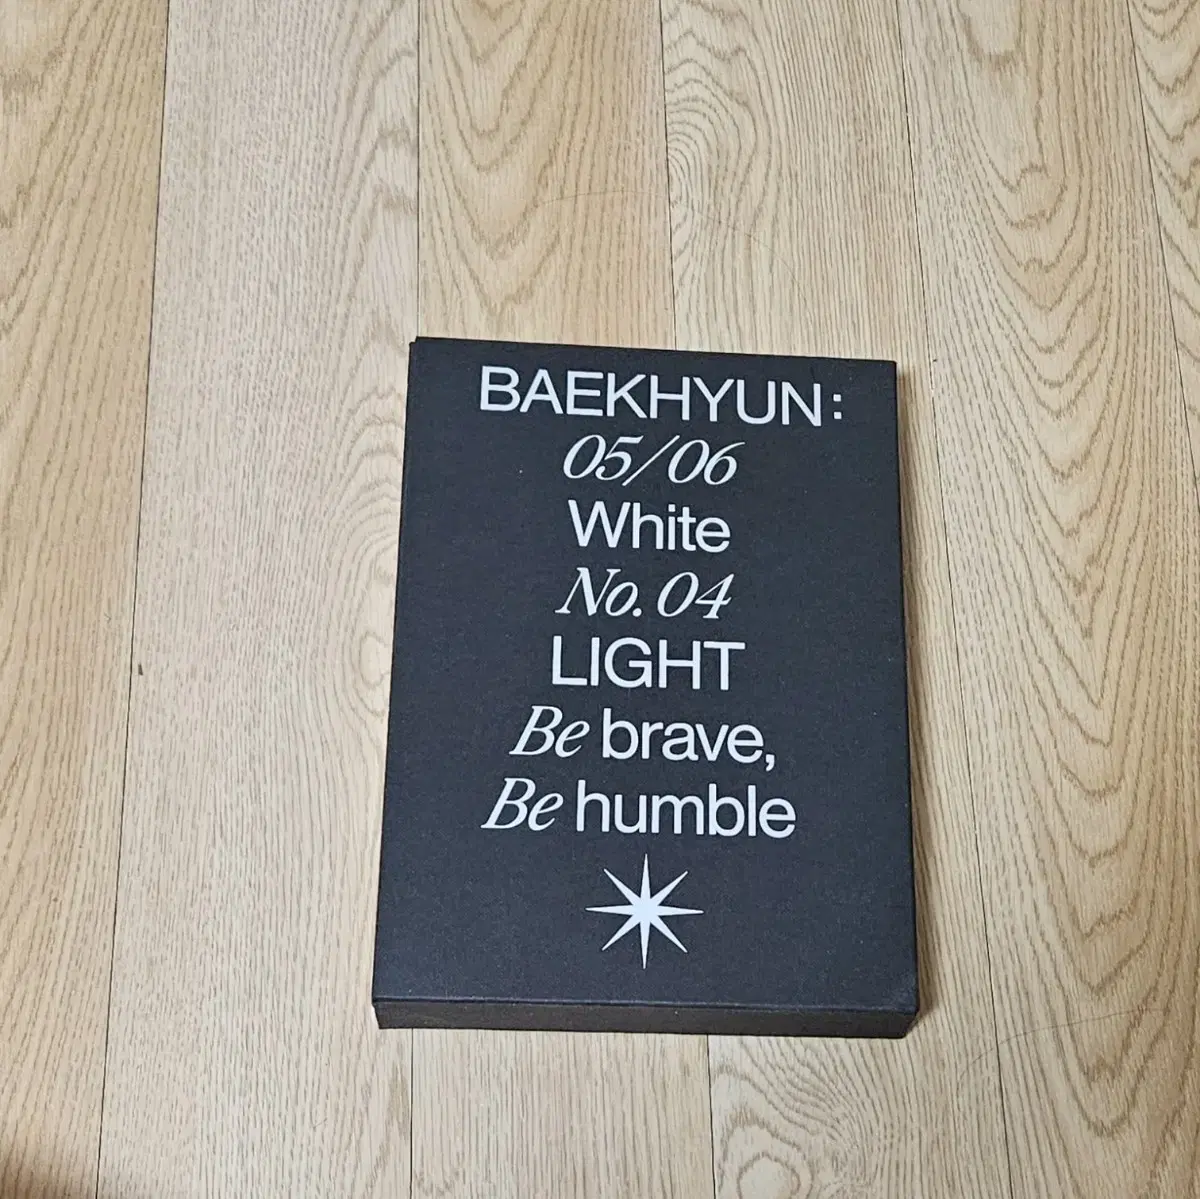 BAEKHYUN:
05/06
White
No. 04
LIGHT
Be brave,
Be humble